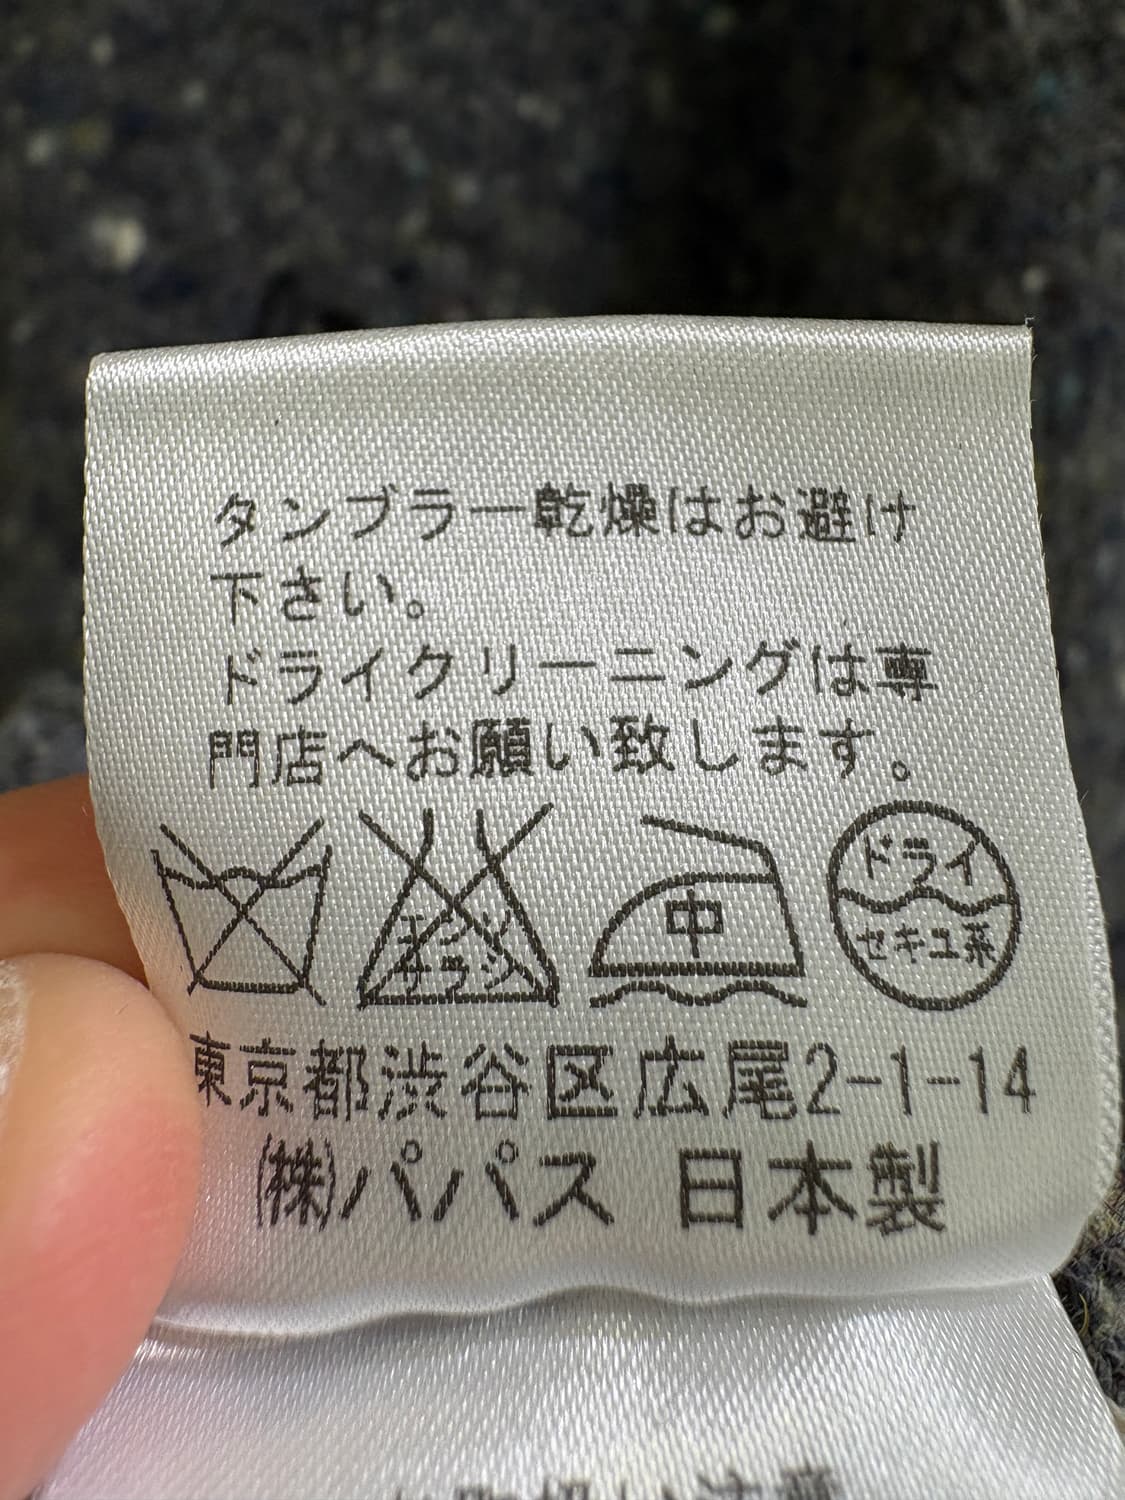 タンブラー乾燥はお避け
下さい。
ドライクリーニングは専
門店へお願い致します。
エンソ
サラシ
中
ドライ
セキユ系
東京都渋谷区広尾2-1-14
(株)パパス 日本製